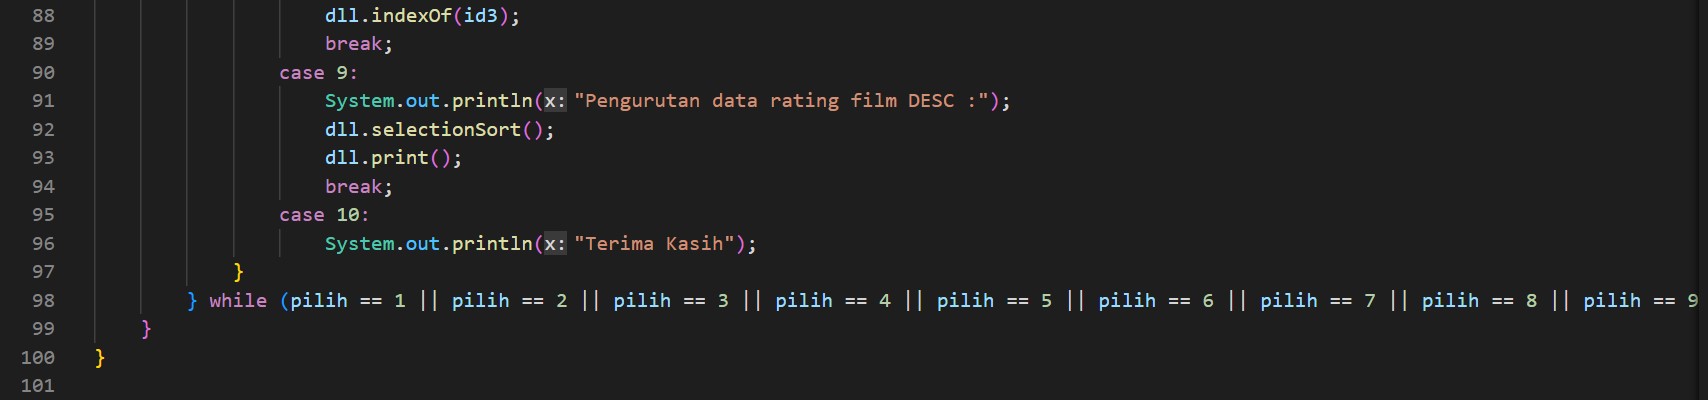 88 dll.indexOf(id3);
89 break;
90 case 9:
91 System.out.println(x: "Pengurutan data rating film DESC :");
92 dll.selectionSort();
93 dll.print();
94 break;
95 case 10:
96 System.out.println(x: "Terima Kasih");
97 }
98 } while (pilih == 1 || pilih == 2 || pilih == 3 || pilih == 4 || pilih == 5 || pilih == 6 || pilih == 7 || pilih == 8 || pilih == 9
99 }
100 }
101